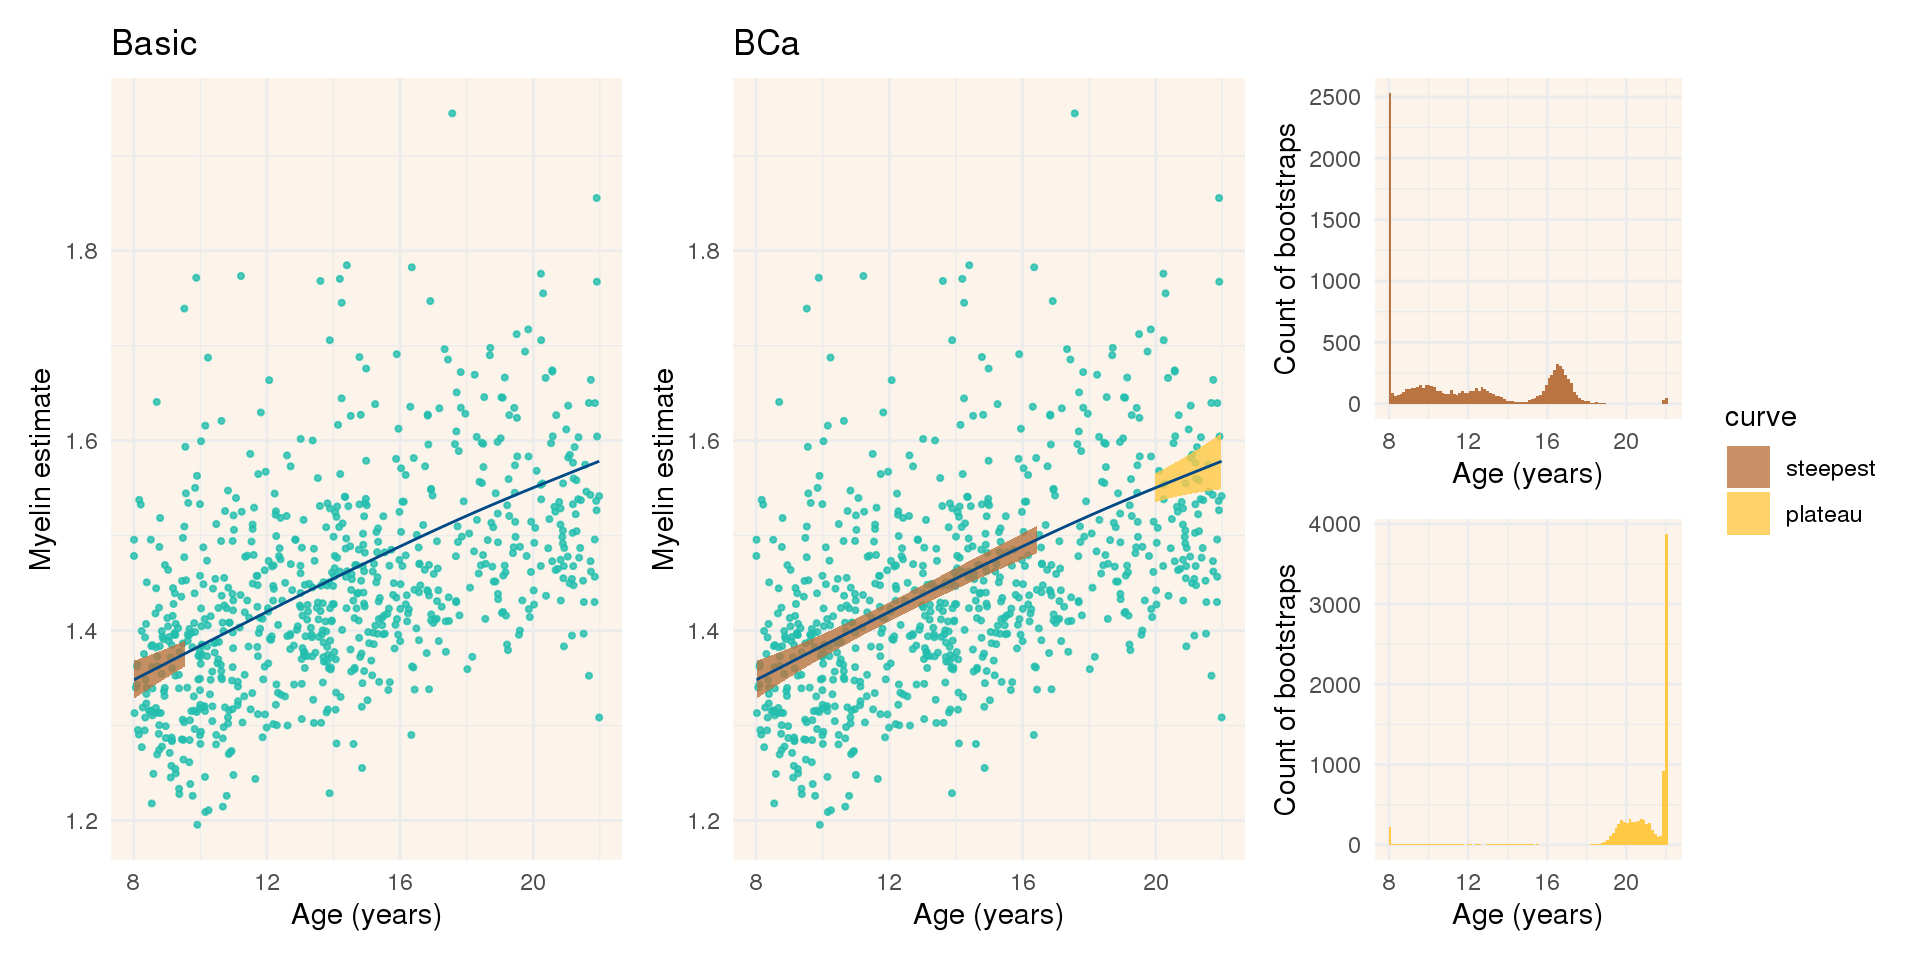 Basic
Myelin estimate
1.8
1.6
1.4
1.2
8 12 16 20
Age (years)
BCa
Myelin estimate
1.8
1.6
1.4
1.2
8 12 16 20
Age (years)
Count of bootstraps
2500
2000
1500
1000
500
0
8 12 16 20
Age (years)
Count of bootstraps
4000
3000
2000
1000
0
8 12 16 20
Age (years)
curve
steepest
plateau